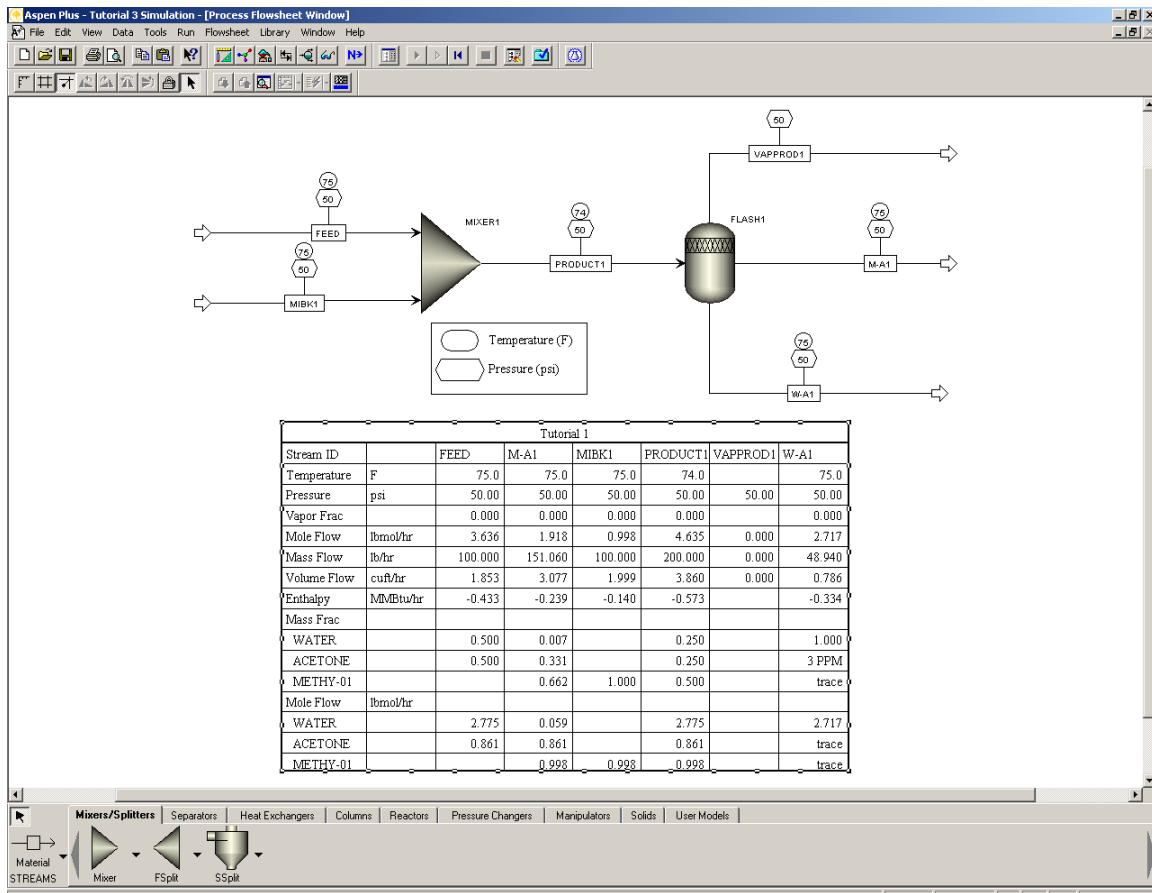 Aspen Plus - Tutorial 3 Simulation - [Process Flowsheet Window]
File Edit View Data Tools Run Flowsheet Library Window Help
N>
50
VAPPROD1
75
50
FEED
MIXER1
74
50
PRODUCT1
FLASH1
75
50
M-A1
75
50
MIBK1
Temperature (F)
Pressure (psi)
75
50
W-A1
Tutorial 1
Stream ID FEED M-A1 MIBK1 PRODUCT1 VAPPROD1 W-A1
Temperature F 75.0 75.0 75.0 74.0 75.0
Pressure psi 50.00 50.00 50.00 50.00 50.00 50.00
Vapor Frac 0.000 0.000 0.000 0.000 0.000
Mole Flow lbmol/hr 3.636 1.918 0.998 4.635 0.000 2.717
Mass Flow lb/hr 100.000 151.060 100.000 200.000 0.000 48.940
Volume Flow cuft/hr 1.853 3.077 1.999 3.860 0.000 0.786
Enthalpy MMBtu/hr -0.433 -0.239 -0.140 -0.573 -0.334
Mass Frac
WATER 0.500 0.007 0.250 1.000
ACETONE 0.500 0.331 0.250 3 PPM
METHY-01 0.662 1.000 0.500 trace
Mole Flow lbmol/hr
WATER 2.775 0.059 2.775 2.717
ACETONE 0.861 0.861 0.861 trace
METHY-01 0.998 0.998 0.998 trace
Mixers/Splitters Separators Heat Exchangers Columns Reactors Pressure Changers Manipulators Solids User Models
Material
STREAMS Mixer FSplit SSplit